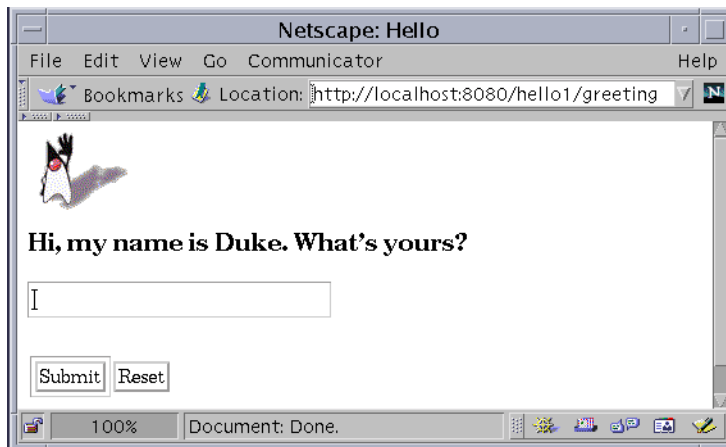 Netscape: Hello
File Edit View Go Communicator Help
Bookmarks Location: http://localhost:8080/hello1/greeting N
Hi, my name is Duke. What's yours?
Submit Reset
100% Document: Done.